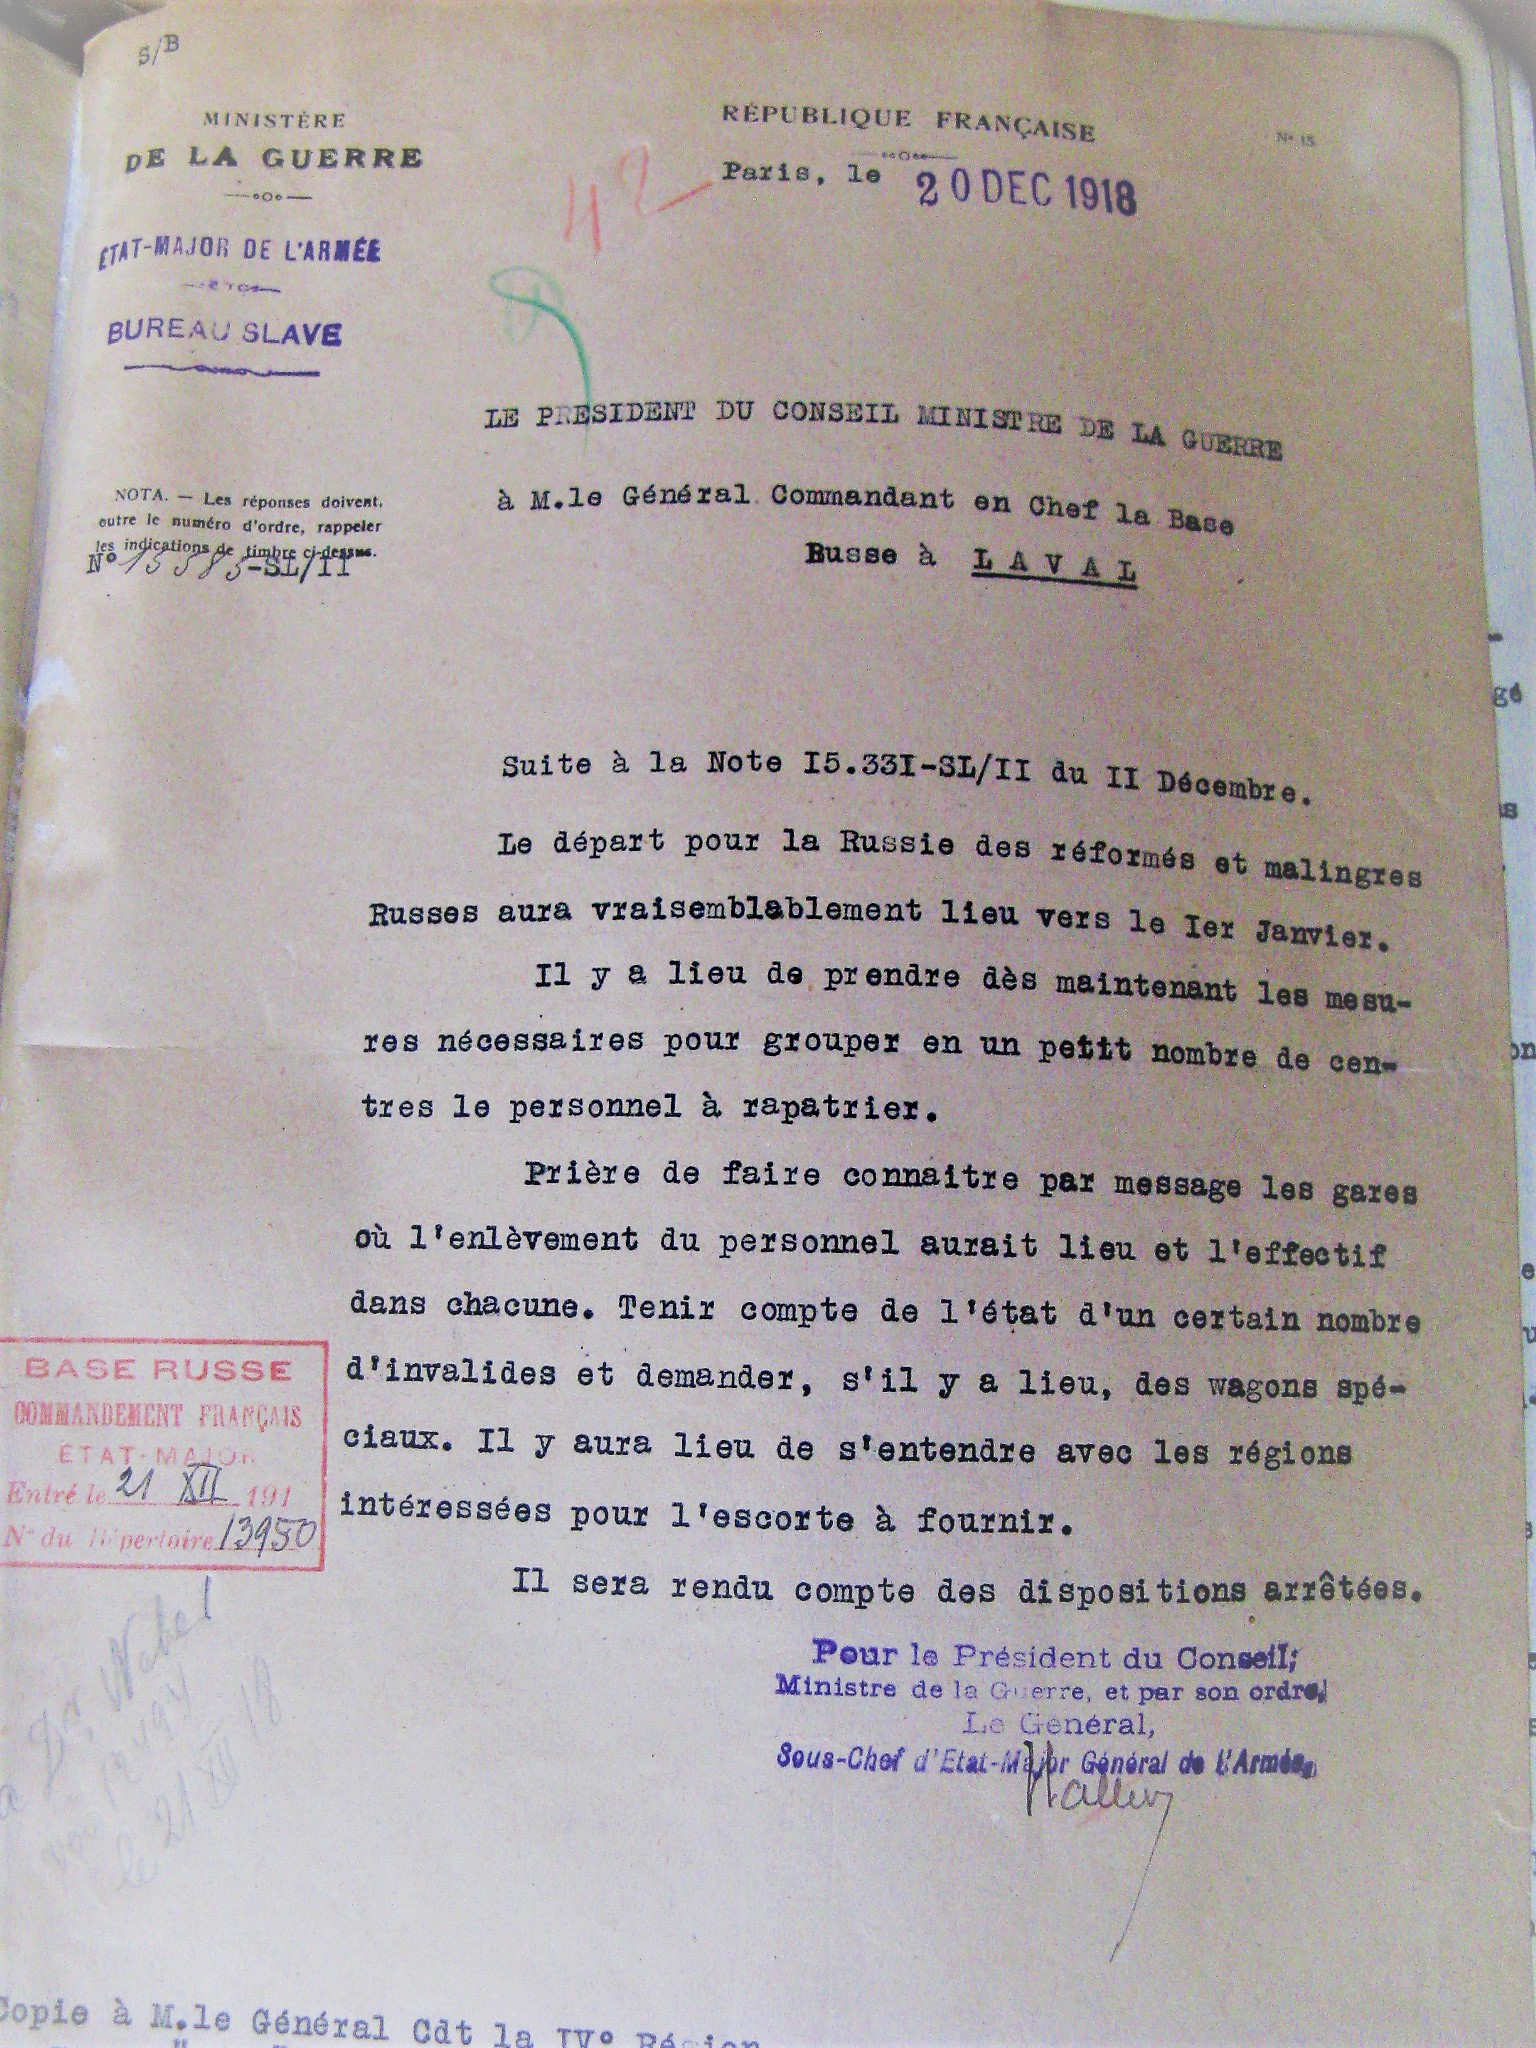 S/B
MINISTÈRE
DE LA GUERRE
ÉTAT-MAJOR DE L'ARMÉE
BUREAU SLAVE
NOTA. — Les réponses doivent,
outre le numéro d'ordre, rappeler
les indications de timbre ci-dessus.
N° 15585-SL/II
RÉPUBLIQUE FRANÇAISE
N° 15
Paris, le 20 DEC 1918
42
LE PRESIDENT DU CONSEIL MINISTRE DE LA GUERRE
à M.le Général Commandant en Chef la Base
Russe à LAVAL
Suite à la Note I5.33I-SL/II du II Décembre.
Le départ pour la Russie des réformés et malingres
Russes aura vraisemblablement lieu vers le Ier Janvier.
Il y a lieu de prendre dès maintenant les mesu-
res nécessaires pour grouper en un petit nombre de cen-
tres le personnel à rapatrier.
Prière de faire connaitre par message les gares
où l'enlèvement du personnel aurait lieu et l'effectif
dans chacune. Tenir compte de l'état d'un certain nombre
d'invalides et demander, s'il y a lieu, des wagons spé-
ciaux. Il y aura lieu de s'entendre avec les régions
intéressées pour l'escorte à fournir.
Il sera rendu compte des dispositions arrêtées.
BASE RUSSE
COMMANDEMENT FRANÇAIS
ETAT-MAJOR
Entré le 21 XII 191
N° du Répertoire 13950
Pour le Président du Conseil,
Ministre de la Guerre, et par son ordre,
Le Général,
Sous-Chef d'Etat-Major Général de L'Armée,
le 21 XII 18
Copie à M.le Général Cdt la IV° Région